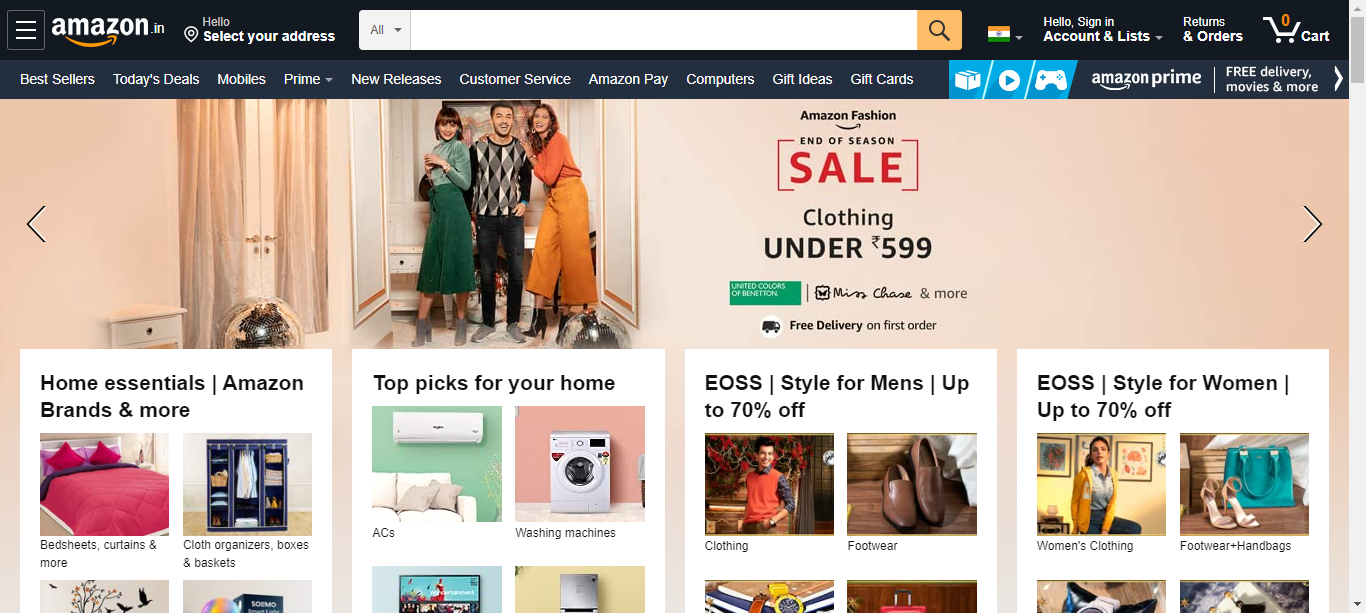 amazon.in
Hello
Select your address
All
Hello, Sign in
Account & Lists
Returns
& Orders
0
Cart
Best Sellers
Today's Deals
Mobiles
Prime
New Releases
Customer Service
Amazon Pay
Computers
Gift Ideas
Gift Cards
amazon prime
FREE delivery,
movies & more
Amazon Fashion
END OF SEASON
SALE
Clothing
UNDER ₹599
UNITED COLORS
OF BENETTON.
Miss Chase & more
Free Delivery on first order
Home essentials | Amazon
Brands & more
Bedsheets, curtains &
more
Cloth organizers, boxes
& baskets
Top picks for your home
ACs
Washing machines
EOSS | Style for Mens | Up
to 70% off
Clothing
Footwear
EOSS | Style for Women |
Up to 70% off
Women's Clothing
Footwear+Handbags